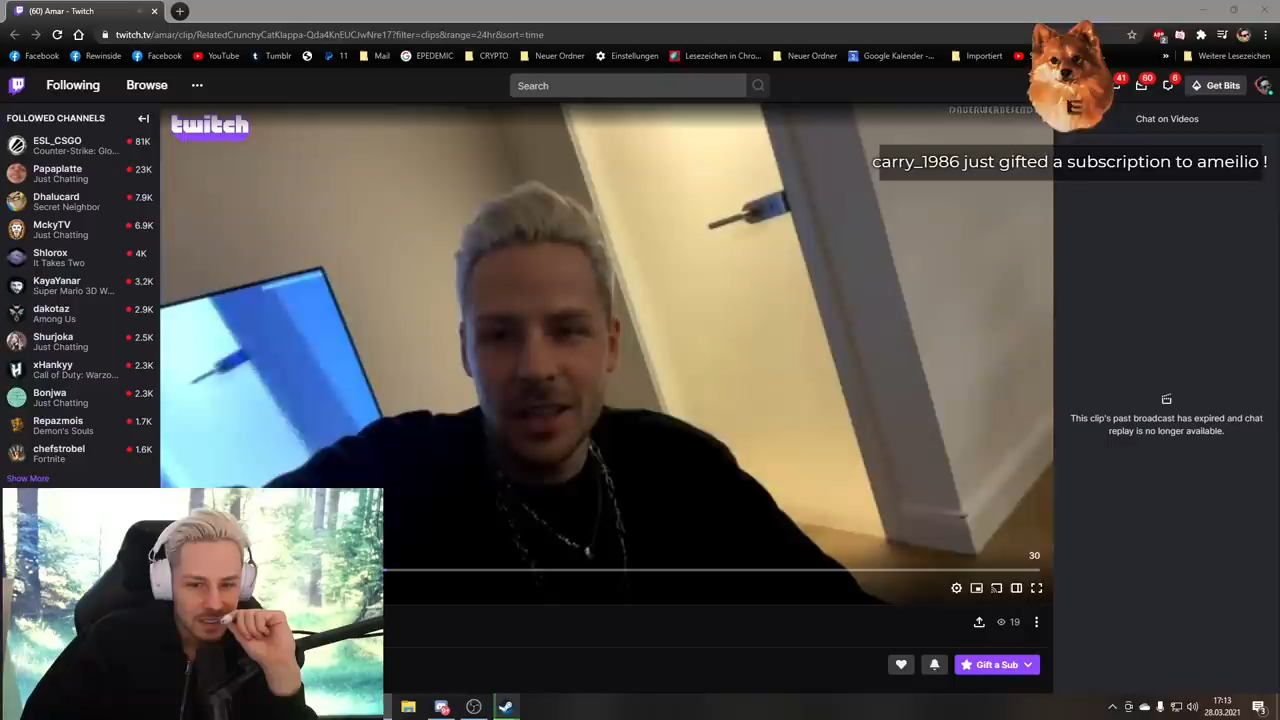 (60) Amar - Twitch
twitch.tv/amar/clip/RelatedCrunchyCatKlappa-Qda4KnEUCJwNre17?filter=clips&range=24hr&sort=time
Facebook
Rewinside
Facebook
YouTube
Tumblr
11
Mail
EPEDEMIC
CRYPTO
Neuer Ordner
Einstellungen
Lesezeichen in Chro...
Neuer Ordner
Google Kalender -...
Importiert
»
Weitere Lesezeichen
Following
Browse
Search
41
60
6
Get Bits
FOLLOWED CHANNELS
ESL_CSGO
81K
Counter-Strike: Glo...
Papaplatte
23K
Just Chatting
Dhalucard
7.9K
Secret Neighbor
MckyTV
6.9K
Just Chatting
Shlorox
4K
It Takes Two
KayaYanar
3.2K
Super Mario 3D W...
dakotaz
2.9K
Among Us
Shurjoka
2.5K
Just Chatting
xHankyy
2.3K
Call of Duty: Warzo...
Bonjwa
2.3K
Just Chatting
Repazmois
1.7K
Demon's Souls
chefstrobel
1.6K
Fortnite
Show More
twitch
DAUERWERBESEND
E
Chat on Videos
carry_1986 just gifted a subscription to ameilio !
This clip's past broadcast has expired and chat
replay is no longer available.
30
19
Gift a Sub
17:13
28.03.2021
3